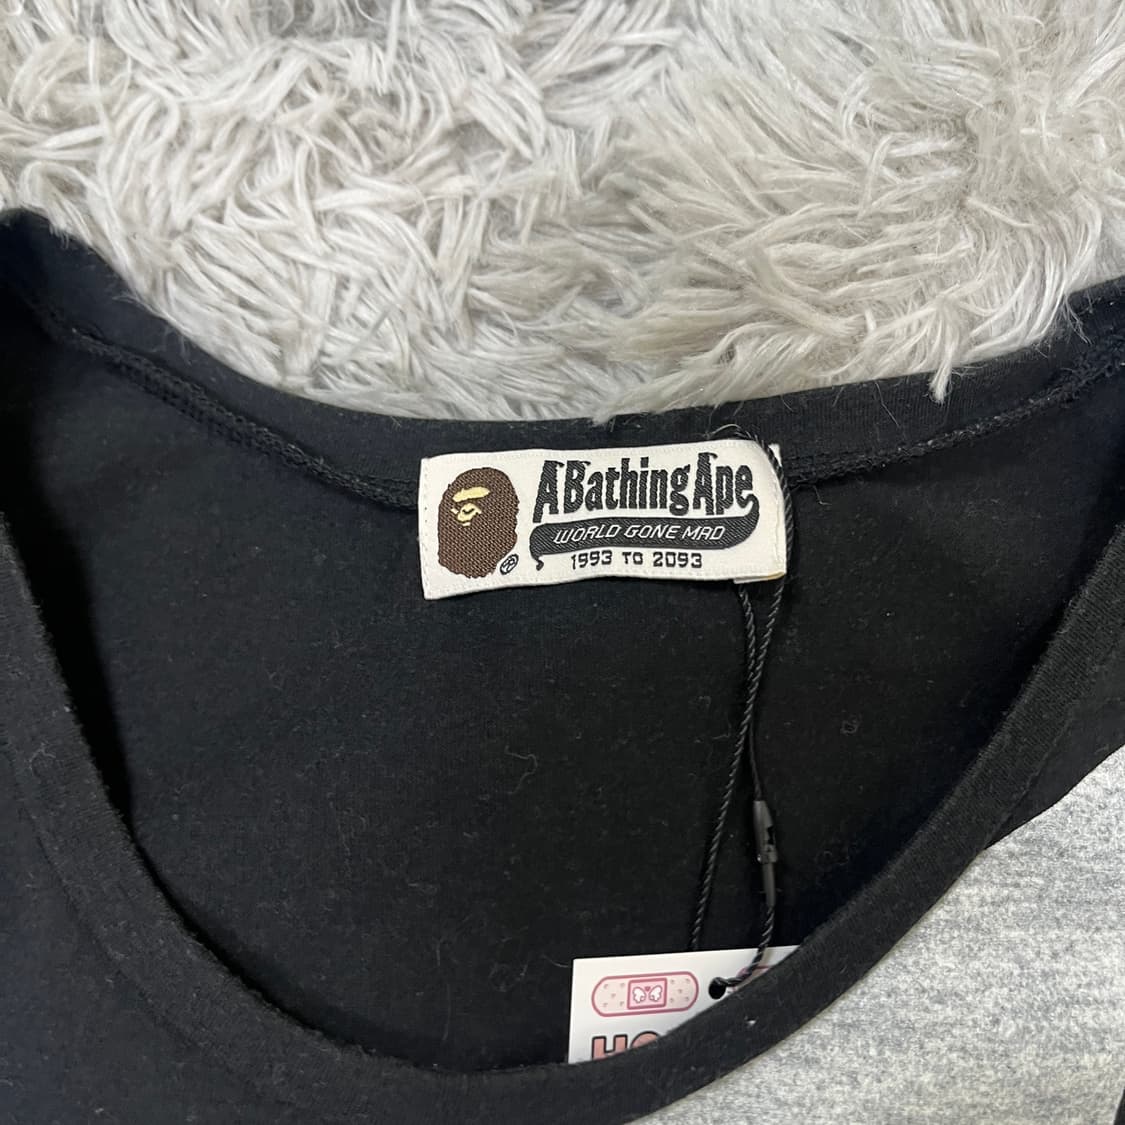 A Bathing Ape
WORLD GONE MAD
1993 TO 2093